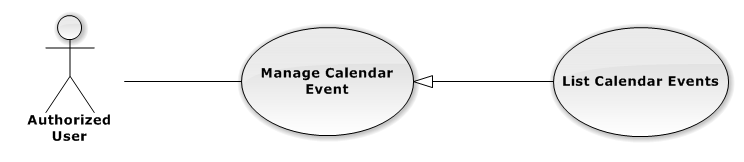 Authorized
User
Manage Calendar
Event
List Calendar Events